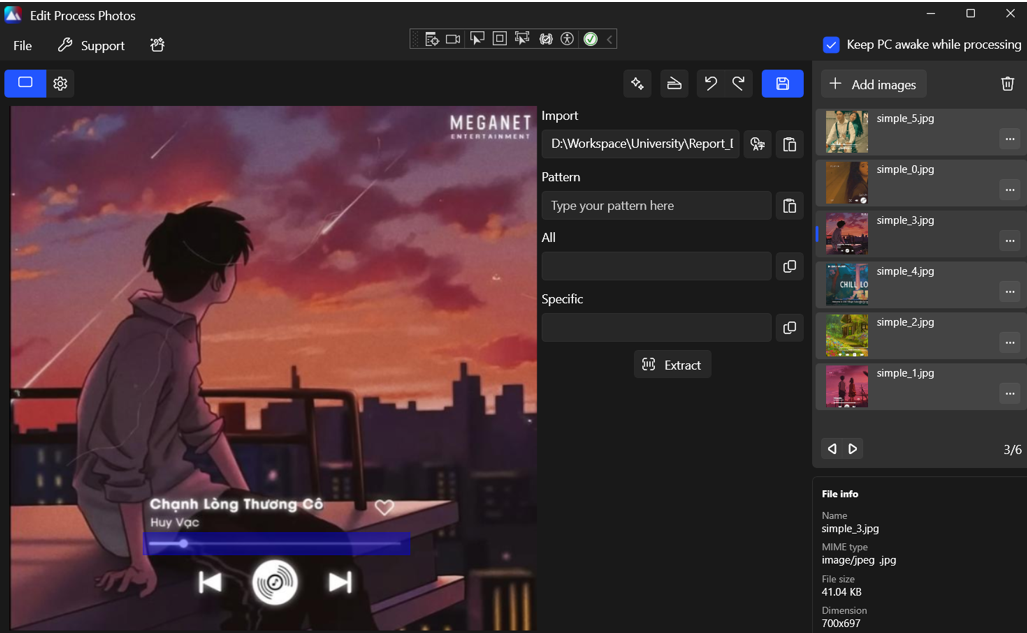 Edit Process Photos
File
Support
Keep PC awake while processing
MEGANET
ENTERTAINMENT
Chạnh Lòng Thương Cô
Huy Vạc
Import
D:\Workspace\University\Report_
Pattern
Type your pattern here
All
Specific
Extract
Add images
simple_5.jpg
simple_0.jpg
simple_3.jpg
simple_4.jpg
CHILL LO
simple_2.jpg
simple_1.jpg
3/6
File info
Name
simple_3.jpg
MIME type
image/jpeg .jpg
File size
41.04 KB
Dimension
700x697